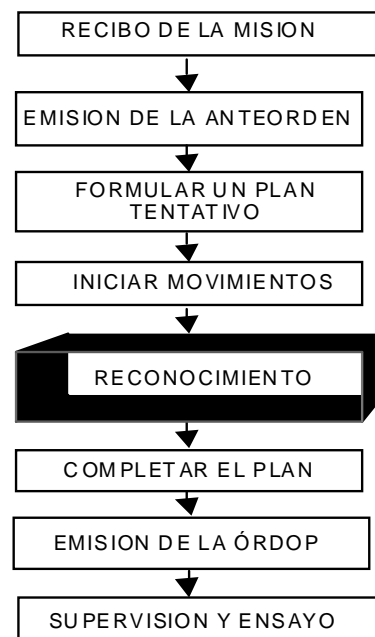 RECIBO DE LA MISION
EMISION DE LA ANTEORDEN
FORMULAR UN PLAN
TENTATIVO
INICIAR MOVIMIENTOS
RECONOCIMIENTO
COMPLETAR EL PLAN
EMISION DE LA ÓRDOP
SUPERVISION Y ENSAYO